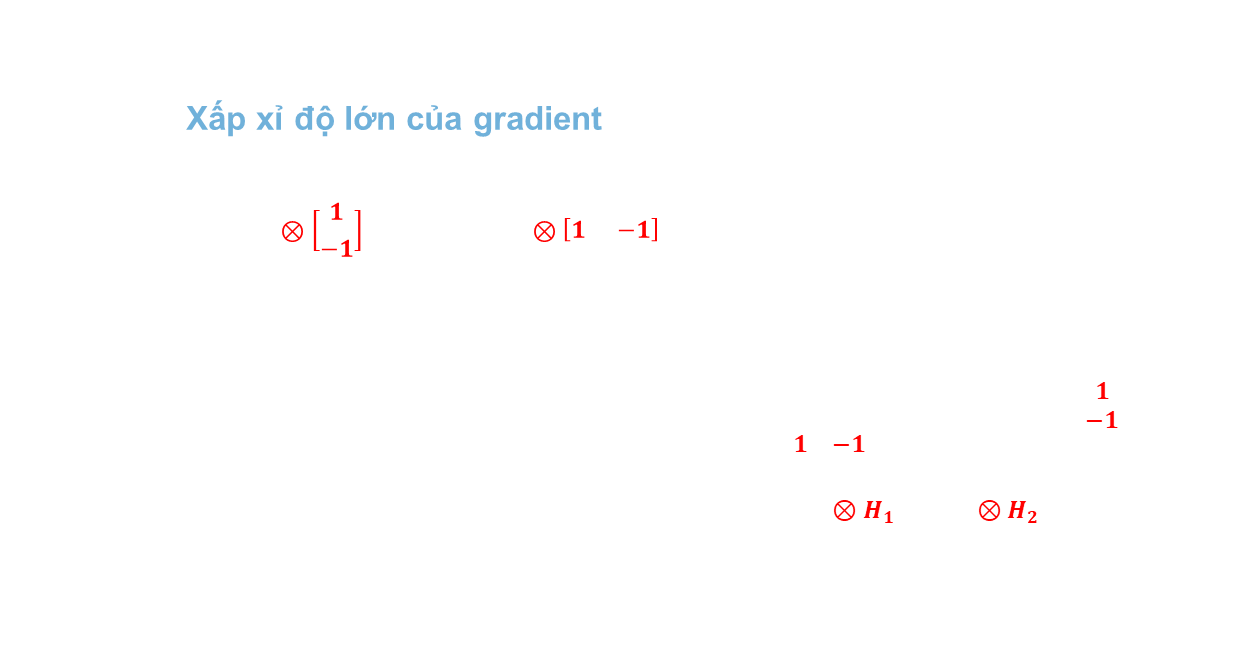 Xấp xỉ độ lớn của gradient
⊗ [1 −1] ⊗ [1 −1]
1
−1
1 −1
⊗ H₁ ⊗ H₂